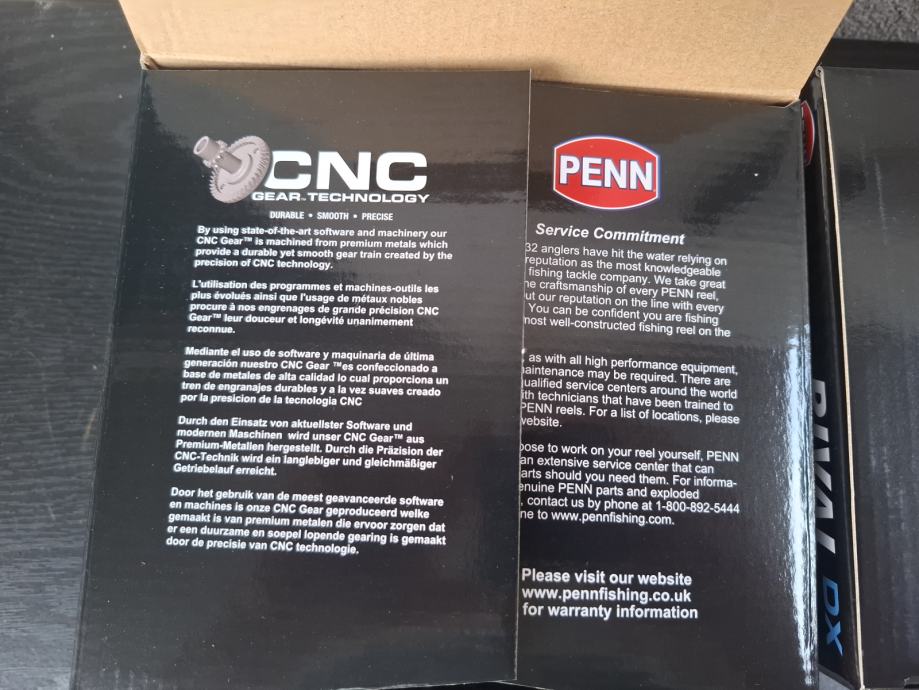 CNC
GEAR™ TECHNOLOGY
DURABLE • SMOOTH • PRECISE
By using state-of-the-art software and machinery our
CNC Gear™ is machined from premium metals which
provide a durable yet smooth gear train created by the
precision of CNC technology.
L'utilisation des programmes et machines-outils les
plus évolués ainsi que l'usage de métaux nobles
procure à nos engrenages de grande précision CNC
Gear™ leur douceur et longévité unanimement
reconnue.
Mediante el uso de software y maquinaria de última
generación nuestro CNC Gear ™es confeccionado a
base de metales de alta calidad lo cual proporciona un
tren de engranajes durables y a la vez suaves creado
por la presicion de la tecnologia CNC
Durch den Einsatz von aktuellster Software und
modernen Maschinen wird unser CNC Gear™ aus
Premium-Metallen hergestellt. Durch die Präzision der
CNC-Technik wird ein langlebiger und gleichmäßiger
Getriebelauf erreicht.
Door het gebruik van de meest geavanceerde software
en machines is onze CNC Gear geproduceerd welke
gemaakt is van premium metalen die ervoor zorgen dat
er een duurzame en soepel lopende gearing is gemaakt
door de precisie van CNC technologie.
PENN
Service Commitment
32 anglers have hit the water relying on
reputation as the most knowledgeable
fishing tackle company. We take great
craftsmanship of every PENN reel,
our reputation on the line with every
You can be confident you are fishing
most well-constructed fishing reel on the
as with all high performance equipment,
maintenance may be required. There are
qualified service centers around the world
with technicians that have been trained to
PENN reels. For a list of locations, please
website.
to work on your reel yourself, PENN
an extensive service center that can
parts should you need them. For informa-
genuine PENN parts and exploded
, contact us by phone at 1-800-892-5444
to www.pennfishing.com.
Please visit our website
www.pennfishing.co.uk
for warranty information
DX